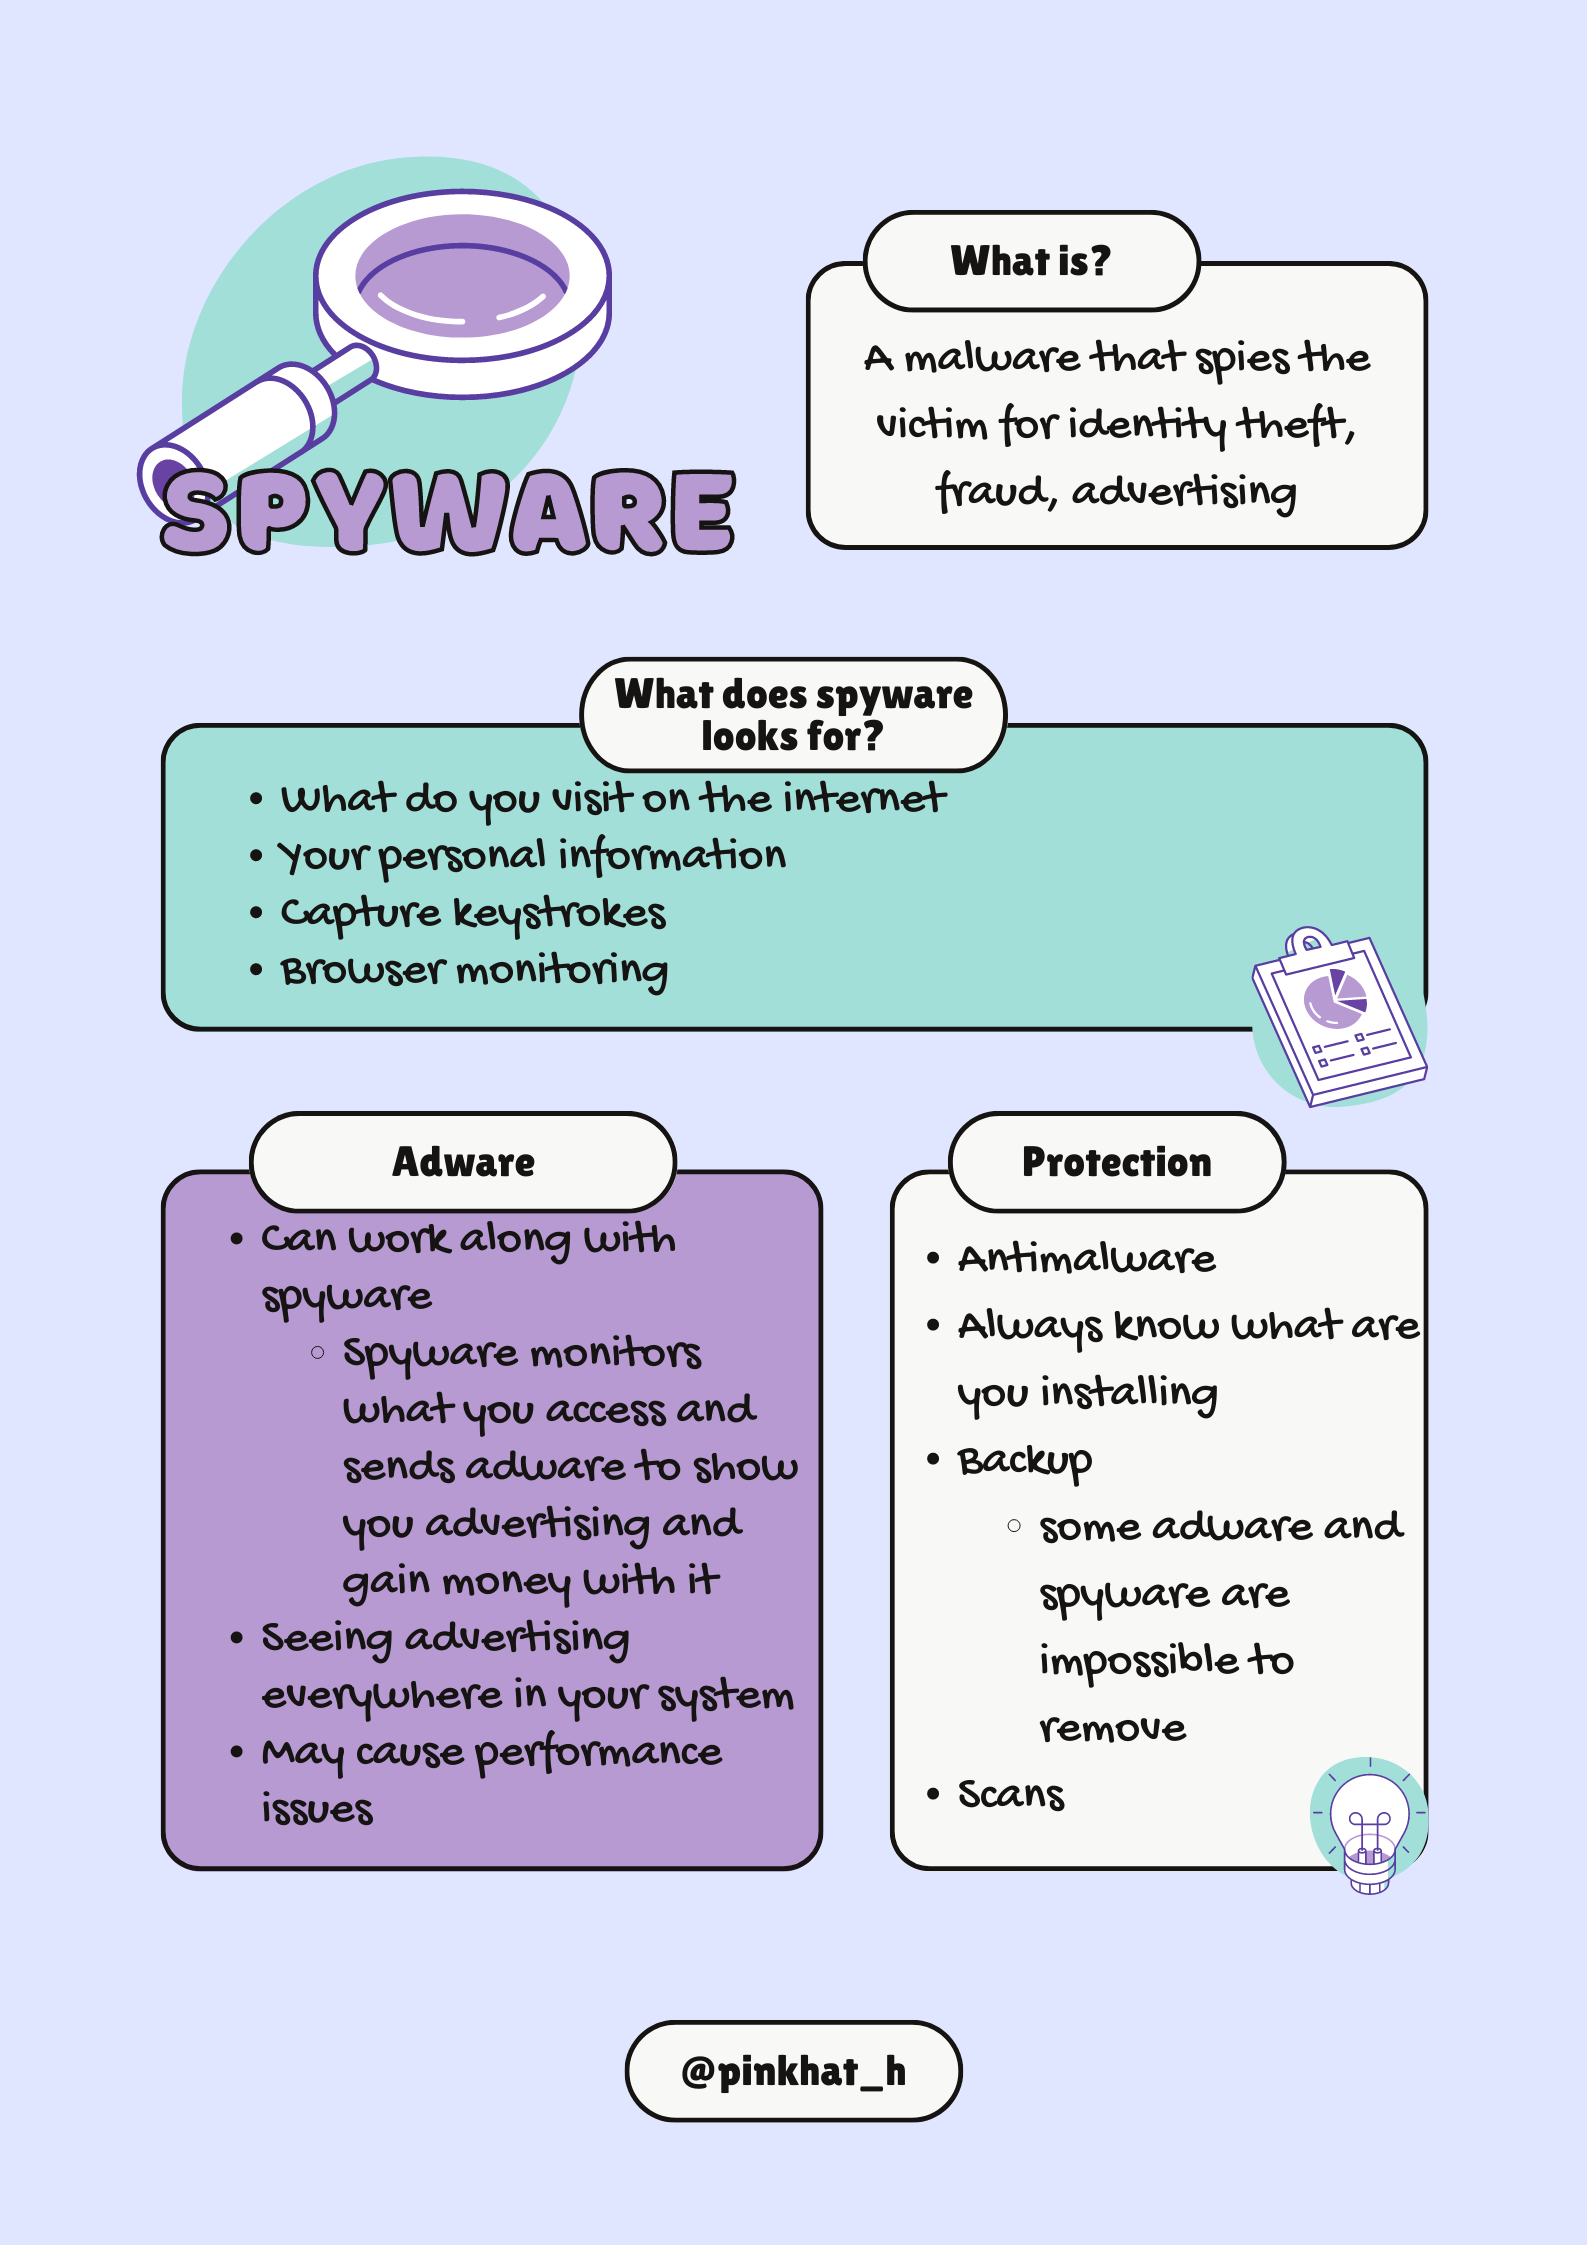 SPYWARE
What is?
A malware that spies the
victim for identity theft,
fraud, advertising
What does spyware
looks for?
• What do you visit on the internet
• Your personal information
• Capture keystrokes
• Browser monitoring
Adware
• Can work along with
spyware
○ Spyware monitors
what you access and
sends adware to show
you advertising and
gain money with it
• Seeing advertising
everywhere in your system
• May cause performance
issues
Protection
• Antimalware
• Always know what are
you installing
• Backup
○ some adware and
spyware are
impossible to
remove
• Scans
@pinkhat_h